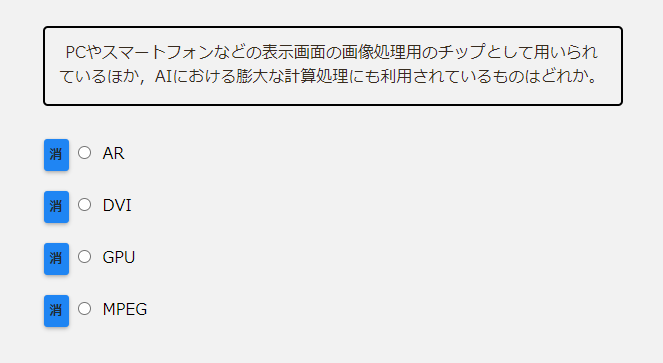 PCやスマートフォンなどの表示画面の画像処理用のチップとして用いられ
ているほか，AIにおける膨大な計算処理にも利用されているものはどれか。
消 AR
消 DVI
消 GPU
消 MPEG